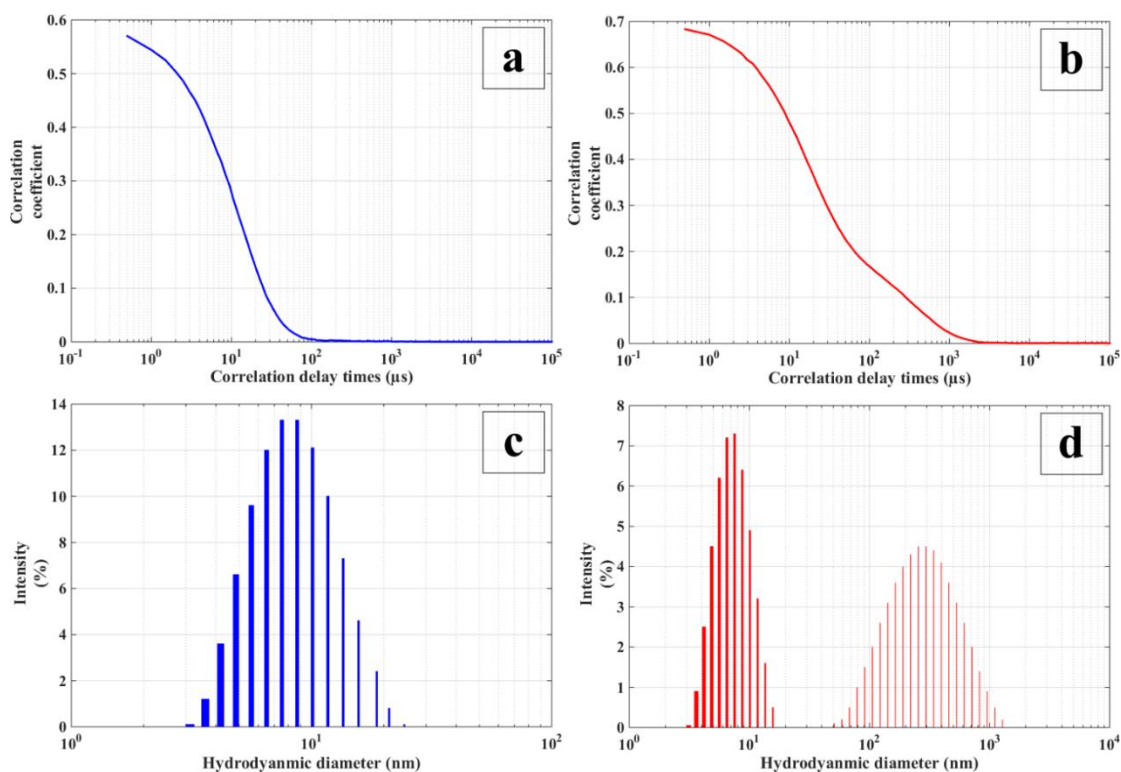 a
0.6
0.5
0.4
0.3
0.2
0.1
0
Correlation
coefficient
10-1 100 101 102 103 104 105
Correlation delay times (µs)
b
0.7
0.6
0.5
0.4
0.3
0.2
0.1
0
Correlation
coefficient
10-1 100 101 102 103 104 105
Correlation delay times (µs)
c
14
12
10
8
6
4
2
0
Intensity
(%)
100 101 102
Hydrodyanmic diameter (nm)
d
8
7
6
5
4
3
2
1
0
Intensity
(%)
100 101 102 103 104
Hydrodyanmic diameter (nm)